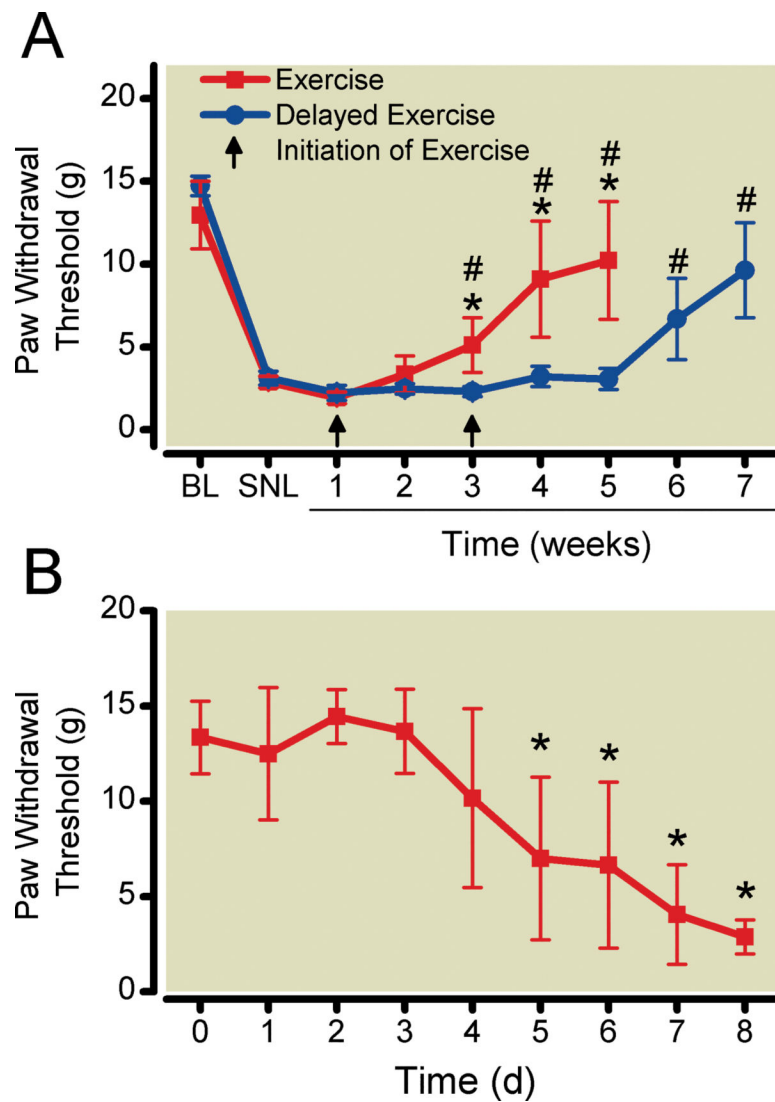 A
Paw Withdrawal
Threshold (g)
20
15
10
5
0
Exercise
Delayed Exercise
Initiation of Exercise
#
*
#
*
#
*
#
#
BL SNL 1 2 3 4 5 6 7
Time (weeks)
B
Paw Withdrawal
Threshold (g)
20
15
10
5
0
* * * *
0 1 2 3 4 5 6 7 8
Time (d)